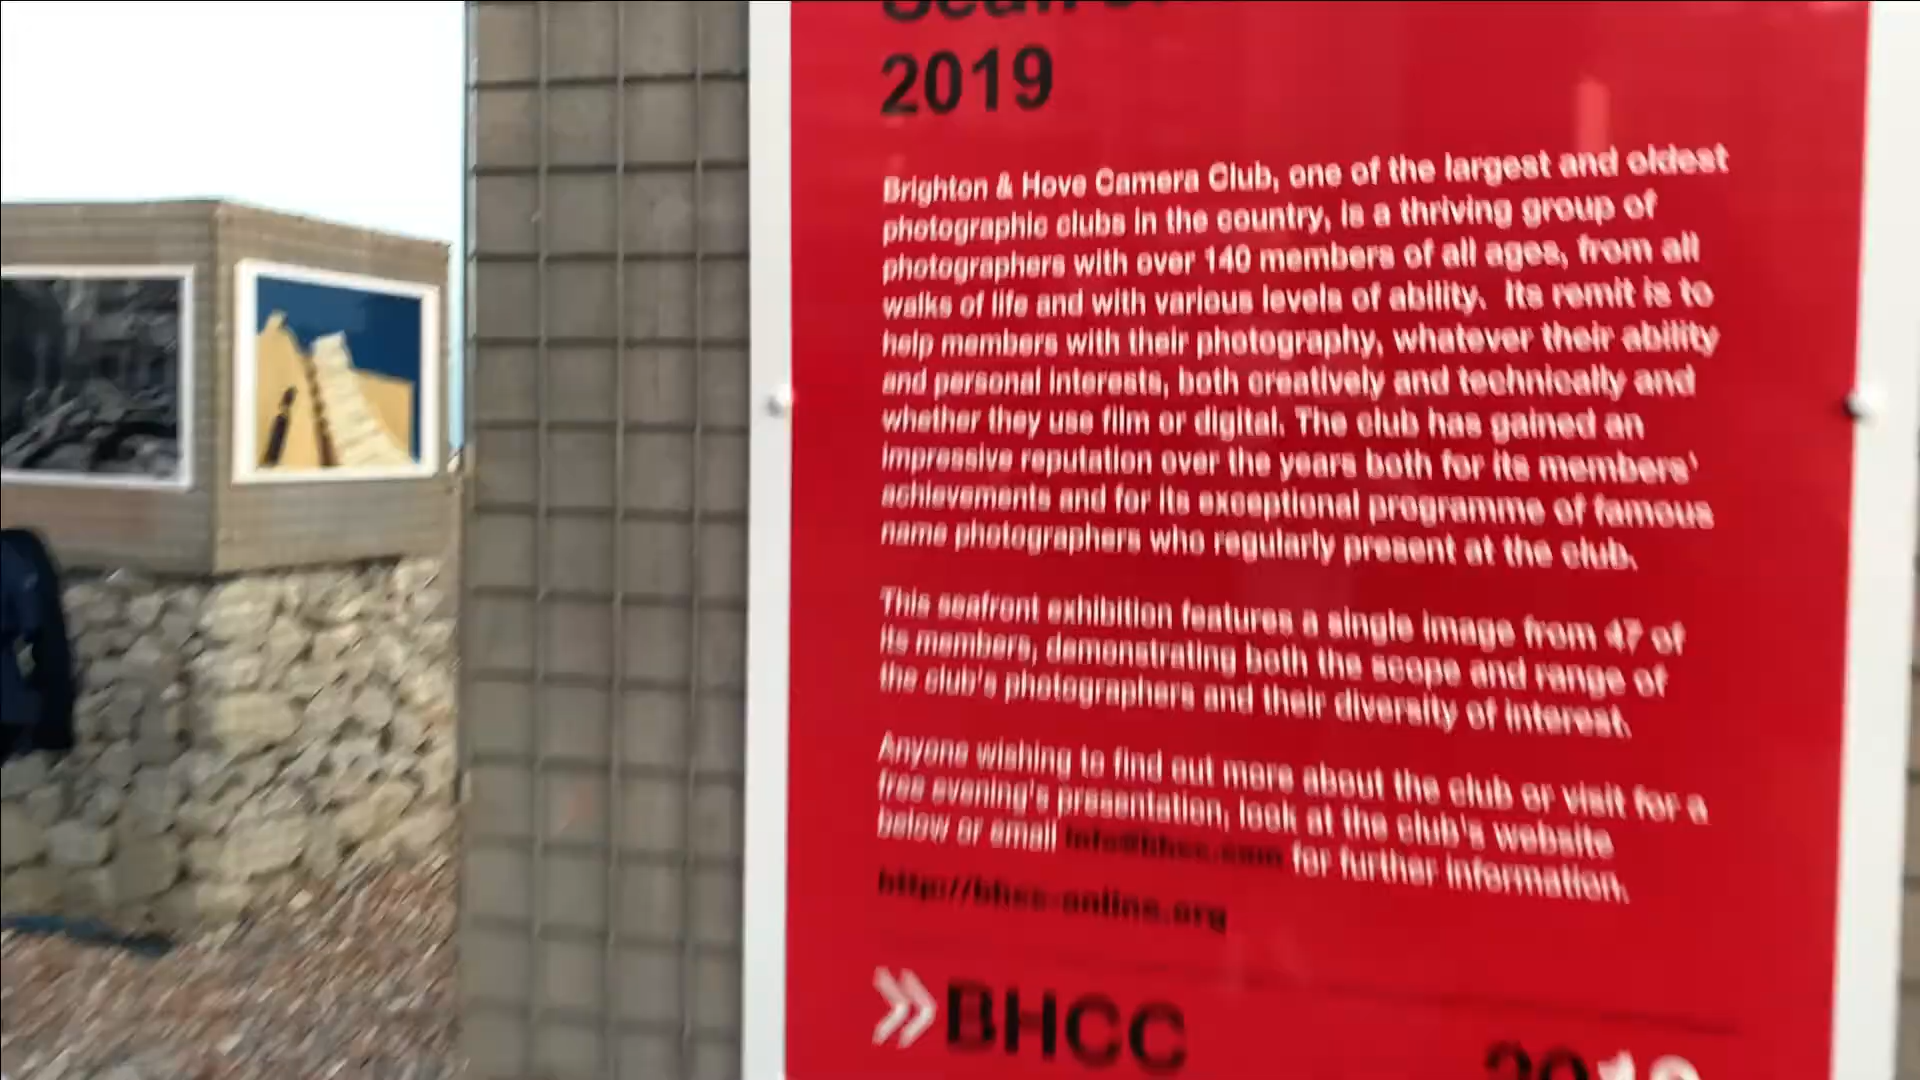 2019
Brighton & Hove Camera Club, one of the largest and oldest
photographic clubs in the country, is a thriving group of
photographers with over 140 members of all ages, from all
walks of life and with various levels of ability. Its remit is to
help members with their photography, whatever their ability
and personal interests, both creatively and technically and
whether they use film or digital. The club has gained an
impressive reputation over the years both for its members'
achievements and for its exceptional programme of famous
name photographers who regularly present at the club.
This seafront exhibition features a single image from 47 of
its members, demonstrating both the scope and range of
the club's photographers and their diversity of interest.
Anyone wishing to find out more about the club or visit for a
free evening's presentation, look at the club's website
below or email info@bhcc.com for further information.
http://bhcc-online.org
BHCC